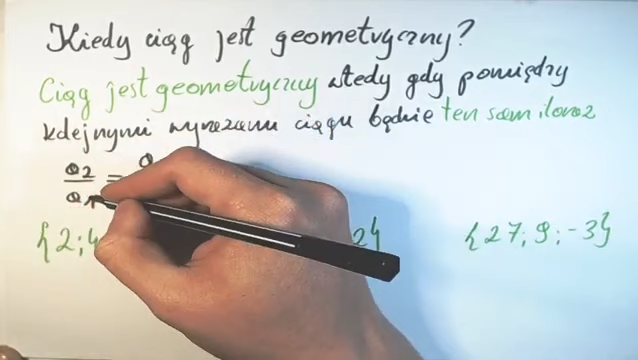 Kiedy ciąg jest geometryczny?
Ciąg jest geometryczny wtedy gdy pomiędzy
kolejnymi wyrazami ciągu będzie ten sam iloraz
a2 = a
a
{2; 4 2} {27; 9; -3}